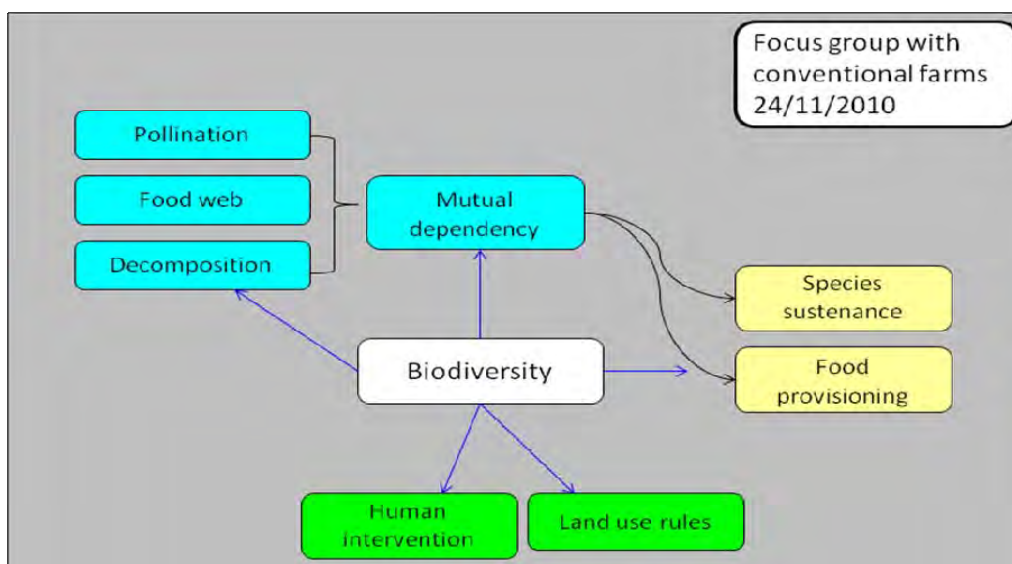 Focus group with
conventional farms
24/11/2010
Pollination
Food web
Decomposition
Mutual
dependency
Species
sustenance
Food
provisioning
Biodiversity
Human
intervention
Land use rules